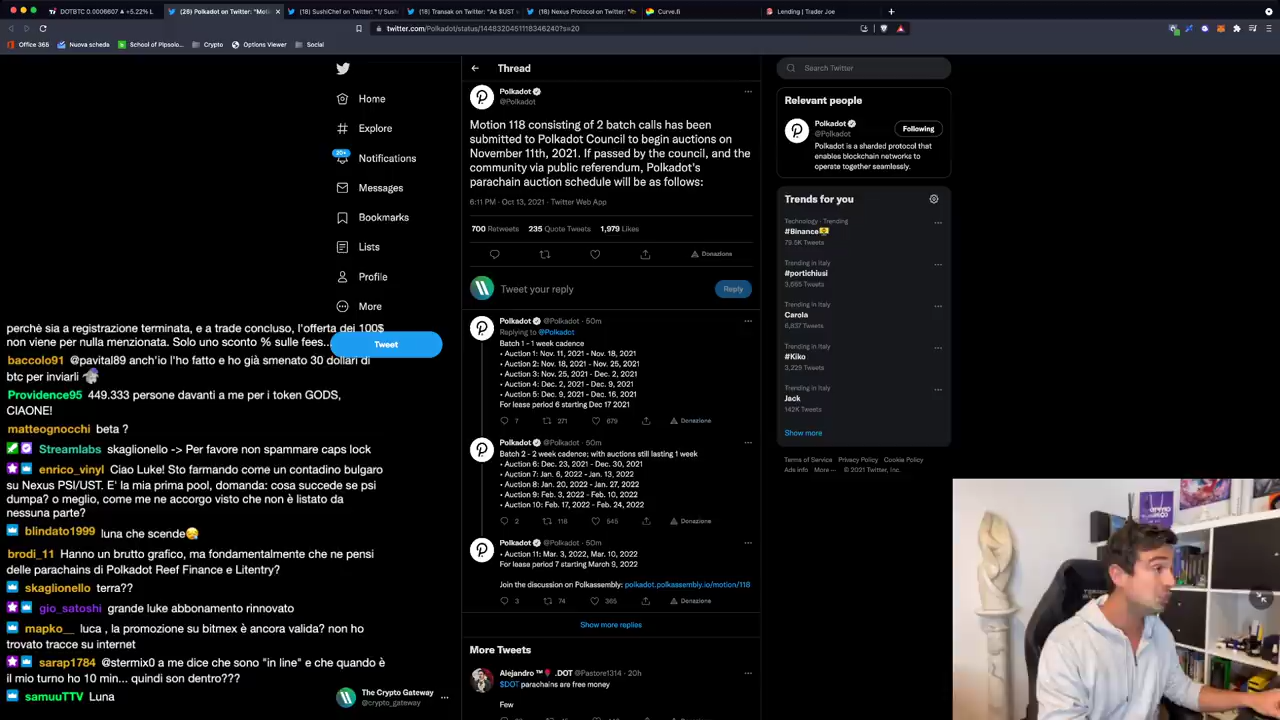 DOTBTC 0.0006607 ▲ +5.22% L
(26) Polkadot on Twitter: "Moti
(18) SushiChef on Twitter: "1/ Sus
(18) Transak on Twitter: "As $UST
(16) Nexus Protocol on Twitter:
Curve.fi
Lending | Trader Joe
twitter.com/Polkadot/status/1448320451118346240?s=20
Office 365
Nuova scheda
School of Pipsolo...
Crypto
Options Viewer
Social
Home
Explore
20+
Notifications
Messages
Bookmarks
Lists
Profile
More
Tweet
The Crypto Gateway
@crypto_gateway
perchè sia a registrazione terminata, e a trade concluso, l'offerta dei 100$
non viene per nulla menzionata. Solo uno sconto % sulle fees...
baccolo91 @pavital89 anch'io l'ho fatto e ho già smenato 30 dollari di
btc per inviarli
Providence95 449.333 persone davanti a me per i token GODS,
CIAONE!
matteognocchi beta ?
Streamlabs skaglionello -> Per favore non spammare caps lock
enrico_vinyl Ciao Luke! Sto farmando come un contadino bulgaro
su Nexus PSI/UST. E' la mia prima pool, domanda: cosa succede se psi
dumpa? o meglio, come me ne accorgo visto che non è listato da
nessuna parte?
blindato1999 luna che scende
brodi_11 Hanno un brutto grafico, ma fondamentalmente che ne pensi
delle parachains di Polkadot Reef Finance e Litentry?
skaglionello terra??
gio_satoshi grande luke abbonamento rinnovato
mapko__ luca , la promozione su bitmex è ancora valida? non ho
trovato tracce su internet
sarap1784 @stermix0 a me dice che sono "in line" e che quando è
il mio turno ho 10 min... quindi son dentro???
samuuTTV Luna
Thread
Polkadot
@Polkadot
Motion 118 consisting of 2 batch calls has been
submitted to Polkadot Council to begin auctions on
November 11th, 2021. If passed by the council, and the
community via public referendum, Polkadot's
parachain auction schedule will be as follows:
6:11 PM · Oct 13, 2021 · Twitter Web App
700 Retweets 235 Quote Tweets 1,979 Likes
Donazione
Tweet your reply
Reply
Polkadot @Polkadot · 50m
Replying to @Polkadot
Batch 1 - 1 week cadence
• Auction 1: Nov. 11, 2021 - Nov. 18, 2021
• Auction 2: Nov. 18, 2021 - Nov. 25, 2021
• Auction 3: Nov. 25, 2021 - Dec. 2, 2021
• Auction 4: Dec. 2, 2021 - Dec. 9, 2021
• Auction 5: Dec. 9, 2021 - Dec. 16, 2021
For lease period 6 starting Dec 17 2021
7 271 679 Donazione
Polkadot @Polkadot · 50m
Batch 2 - 2 week cadence; with auctions still lasting 1 week
• Auction 6: Dec. 23, 2021 - Dec. 30, 2021
• Auction 7: Jan. 6, 2022 - Jan. 13, 2022
• Auction 8: Jan. 20, 2022 - Jan. 27, 2022
• Auction 9: Feb. 3, 2022 - Feb. 10, 2022
• Auction 10: Feb. 17, 2022 - Feb. 24, 2022
2 116 545 Donazione
Polkadot @Polkadot · 50m
• Auction 11: Mar. 3, 2022, Mar. 10, 2022
For lease period 7 starting March 9, 2022
Join the discussion on Polkassembly: polkadot.polkassembly.io/motion/118
3 74 365 Donazione
Show more replies
More Tweets
Alejandro ™ .DOT @Pastore1314 · 20h
$DOT parachains are free money
Few
Search Twitter
Relevant people
Polkadot
@Polkadot
Following
Polkadot is a sharded protocol that
enables blockchain networks to
operate together seamlessly.
Trends for you
Technology · Trending
#Binance
79.5K Tweets
Trending in Italy
#portichiusi
3,665 Tweets
Trending in Italy
Carola
6,837 Tweets
Trending in Italy
#Kiko
3,229 Tweets
Trending in Italy
Jack
142K Tweets
Show more
Terms of Service Privacy Policy Cookie Policy
Ads info More ··· © 2021 Twitter, Inc.